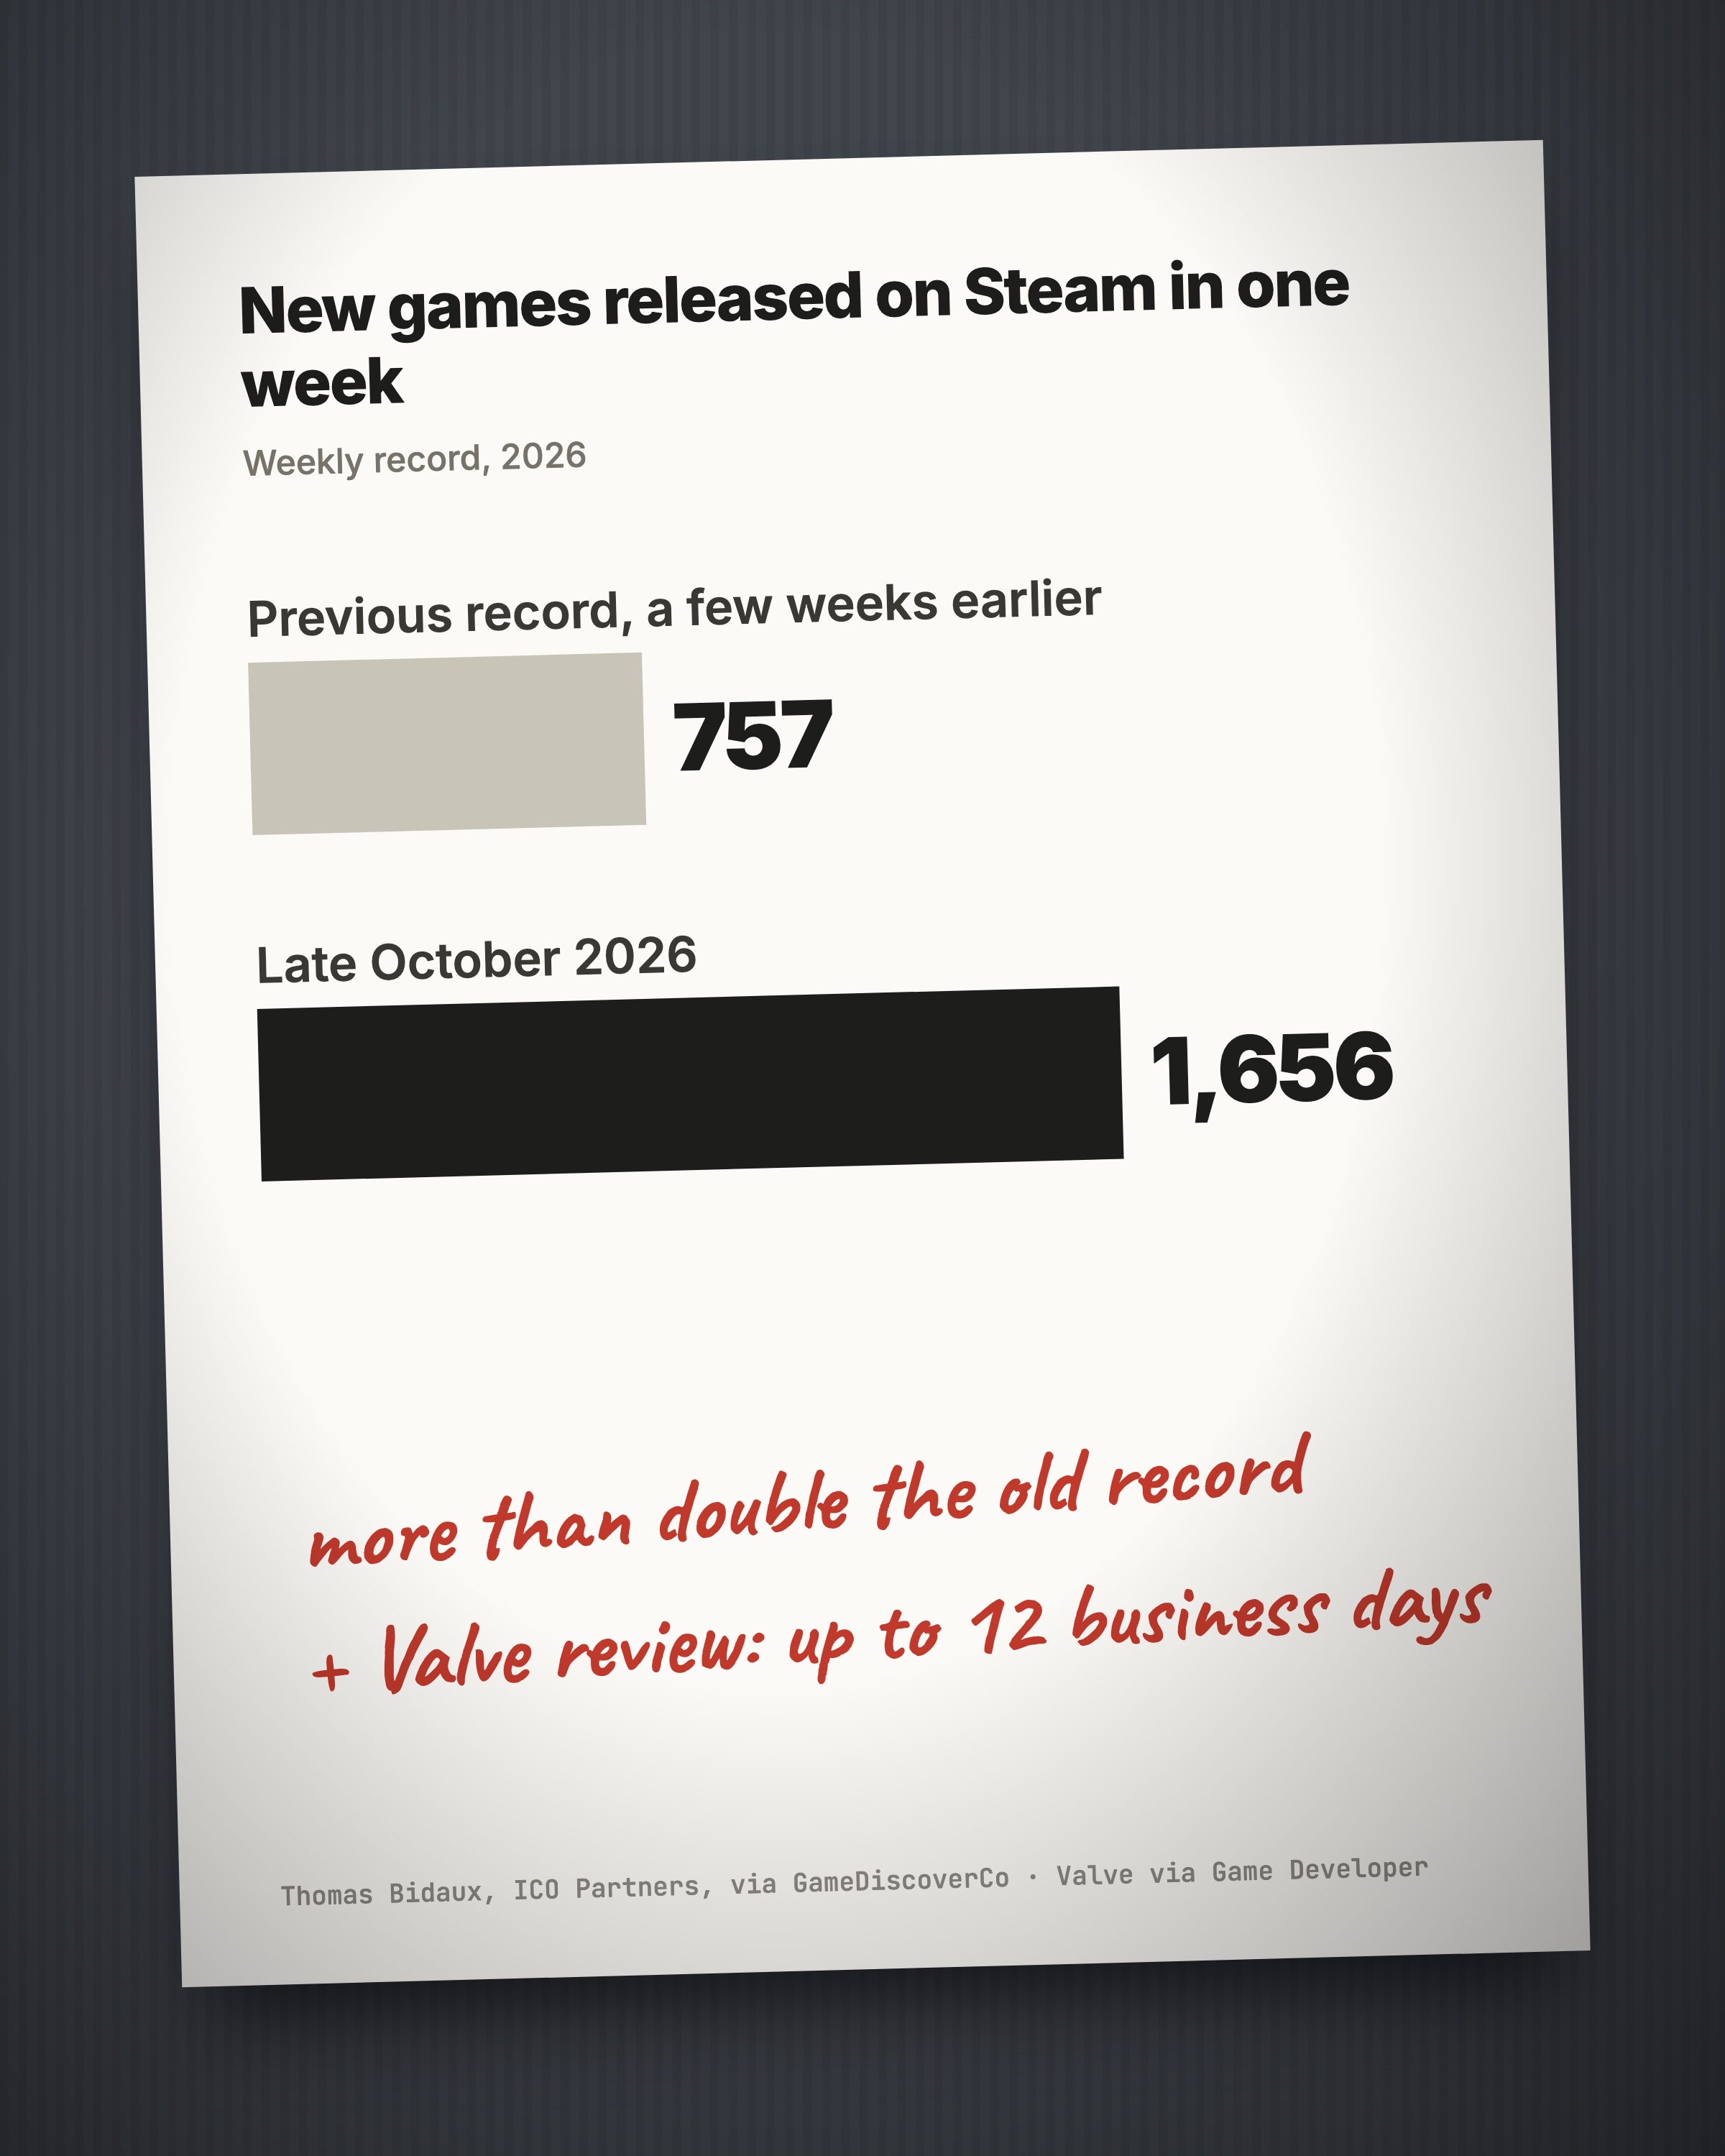 New games released on Steam in one
week
Weekly record, 2026
Previous record, a few weeks earlier
757
Late October 2026
1,656
more than double the old record
+ Valve review: up to 12 business days
Thomas Bidaux, ICO Partners, via GameDiscoverCo · Valve via Game Developer